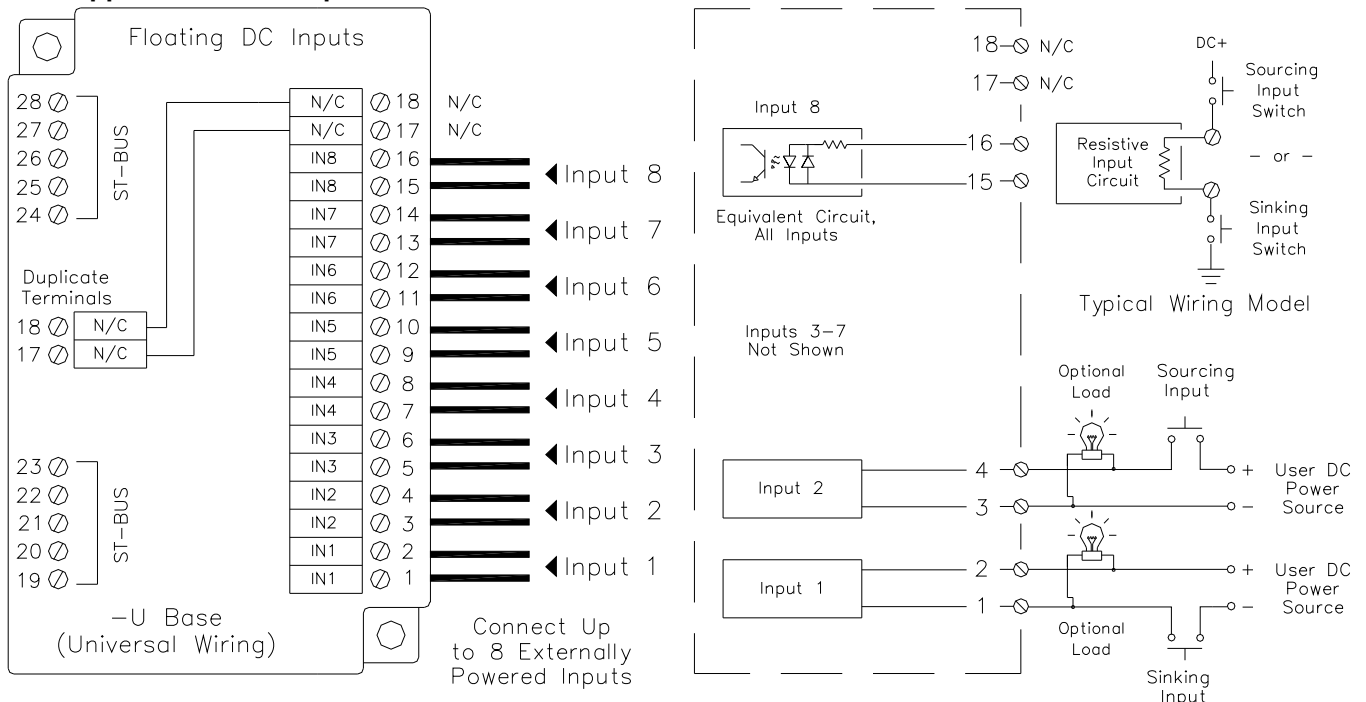 Floating DC Inputs
28
27
26
25
24
ST-BUS
Duplicate
Terminals
18 N/C
17 N/C
23
22
21
20
19
ST-BUS
N/C 18 N/C
N/C 17 N/C
IN8 16
IN8 15
IN7 14
IN7 13
IN6 12
IN6 11
IN5 10
IN5 9
IN4 8
IN4 7
IN3 6
IN3 5
IN2 4
IN2 3
IN1 2
IN1 1
Input 8
Input 7
Input 6
Input 5
Input 4
Input 3
Input 2
Input 1
-U Base
(Universal Wiring)
Connect Up
to 8 Externally
Powered Inputs
18 N/C
17 N/C
Input 8
16
15
Equivalent Circuit,
All Inputs
Inputs 3-7
Not Shown
Input 2
4
3
Input 1
2
1
DC+
Sourcing
Input
Switch
Resistive
Input
Circuit
- or -
Sinking
Input
Switch
Typical Wiring Model
Optional
Load
Sourcing
Input
+
-
User DC
Power
Source
+
-
User DC
Power
Source
Optional
Load
Sinking
Input